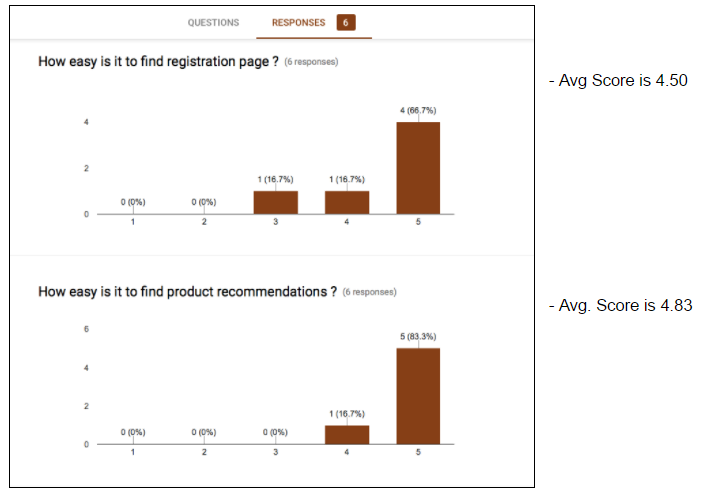 QUESTIONS RESPONSES 6
How easy is it to find registration page ? (6 responses)
- Avg Score is 4.50
4
2
0
0 (0%) 0 (0%) 1 (16.7%) 1 (16.7%) 4 (66.7%)
1 2 3 4 5
How easy is it to find product recommendations ? (6 responses)
- Avg. Score is 4.83
6
4
2
0
0 (0%) 0 (0%) 0 (0%) 1 (16.7%) 5 (83.3%)
1 2 3 4 5